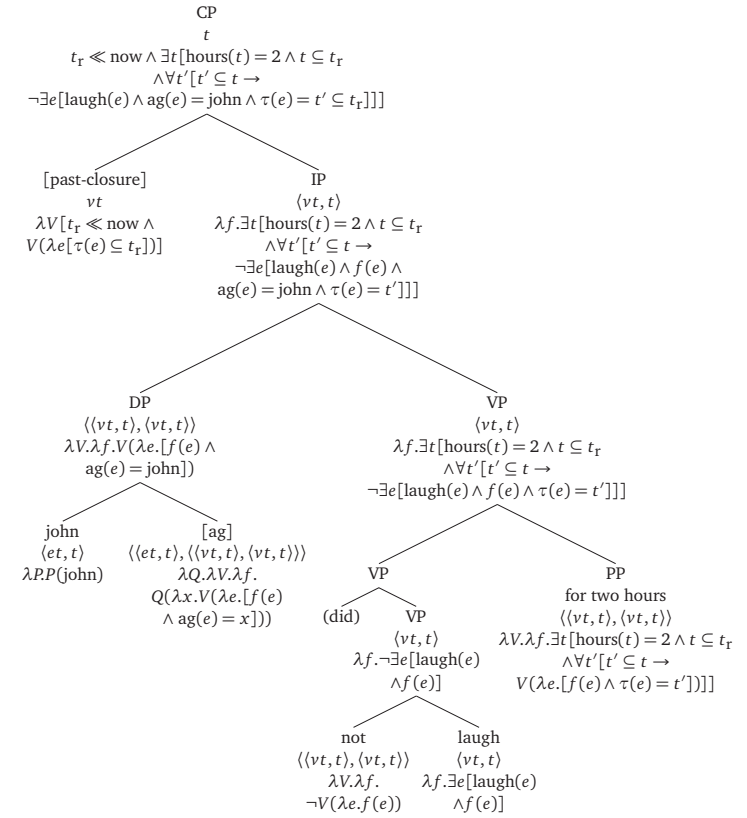 CP
t
t_r ≪ now ∧ ∃t[hours(t) = 2 ∧ t ⊆ t_r
∧∀t′[t′ ⊆ t →
¬∃e[laugh(e) ∧ ag(e) = john ∧ τ(e) = t′ ⊆ t_r]]]
[past-closure]
vt
λV[t_r ≪ now ∧
V(λe[τ(e) ⊆ t_r])]
IP
⟨vt, t⟩
λf.∃t[hours(t) = 2 ∧ t ⊆ t_r
∧∀t′[t′ ⊆ t →
¬∃e[laugh(e) ∧ f(e) ∧
ag(e) = john ∧ τ(e) = t′]]]
DP
⟨⟨vt, t⟩, ⟨vt, t⟩⟩
λV.λf.V(λe.[f(e) ∧
ag(e) = john])
VP
⟨vt, t⟩
λf.∃t[hours(t) = 2 ∧ t ⊆ t_r
∧∀t′[t′ ⊆ t →
¬∃e[laugh(e) ∧ f(e) ∧ τ(e) = t′]]]
john
⟨et, t⟩
λP.P(john)
[ag]
⟨⟨et, t⟩, ⟨⟨vt, t⟩, ⟨vt, t⟩⟩⟩
λQ.λV.λf.
Q(λx.V(λe.[f(e)
∧ ag(e) = x]))
VP
PP
for two hours
⟨⟨vt, t⟩, ⟨vt, t⟩⟩
λV.λf.∃t[hours(t) = 2 ∧ t ⊆ t_r
∧∀t′[t′ ⊆ t →
V(λe.[f(e) ∧ τ(e) = t′])]]
(did)
VP
⟨vt, t⟩
λf.¬∃e[laugh(e)
∧f(e)]
not
⟨⟨vt, t⟩, ⟨vt, t⟩⟩
λV.λf.
¬V(λe.f(e))
laugh
⟨vt, t⟩
λf.∃e[laugh(e)
∧f(e)]